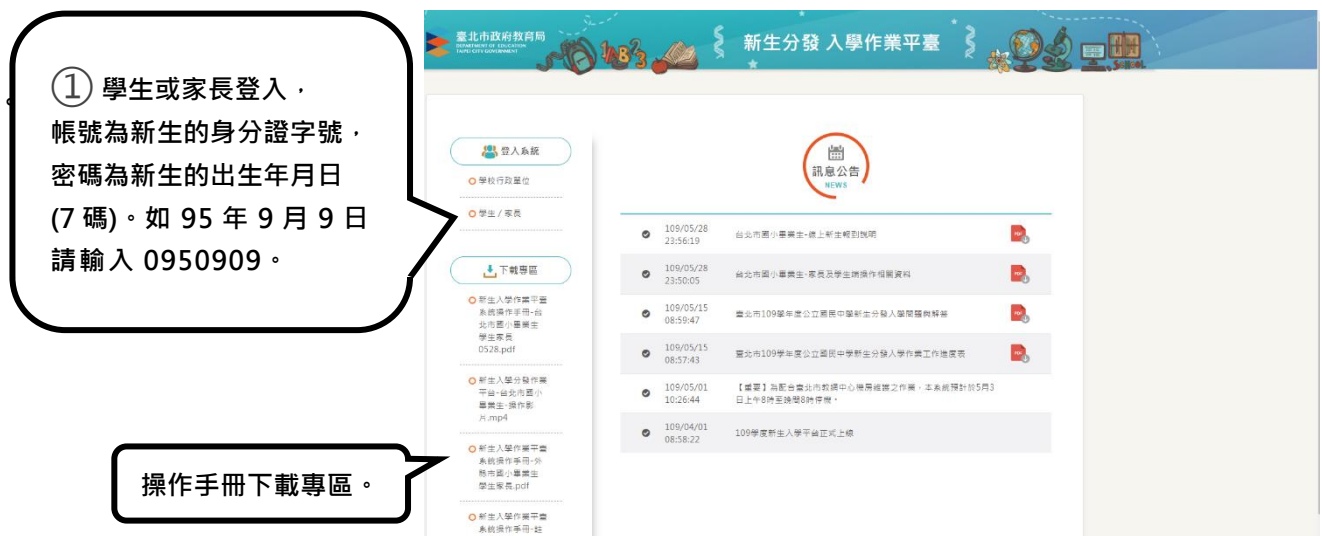 ① 學生或家長登入，
帳號為新生的身分證字號，
密碼為新生的出生年月日
(7 碼)。如 95 年 9 月 9 日
請輸入 0950909。
操作手冊下載專區。
臺北市政府教育局
DEPARTMENT OF EDUCATION
TAIPEI CITY GOVERNMENT
新生分發 入學作業平臺
登入系統
學校行政單位
學生 / 家長
下載專區
新生入學作業平臺
系統操作手冊-台
北市國小畢業生
學生家長
0528.pdf
新生入學分發作業
平台-台北市國小
畢業生-操作影
片.mp4
新生入學作業平臺
系統操作手冊-外
縣市國小畢業生
學生家長.pdf
新生入學作業平臺
訊息公告
NEWS
109/05/28
23:56:19
台北市國小畢業生-線上新生報到說明
109/05/28
23:50:05
台北市國小畢業生-家長及學生端操作相關資料
109/05/15
08:59:47
臺北市109學年度公立國民中學新生分發入學問題與解答
109/05/15
08:57:43
臺北市109學年度公立國民中學新生分發入學作業工作進度表
109/05/01
10:26:44
【重要】為配合臺北市教網中心機房維護之作業，本系統預計於5月3
日上午8時至晚間8時停機。
109/04/01
08:58:22
109學度新生入學平台正式上線